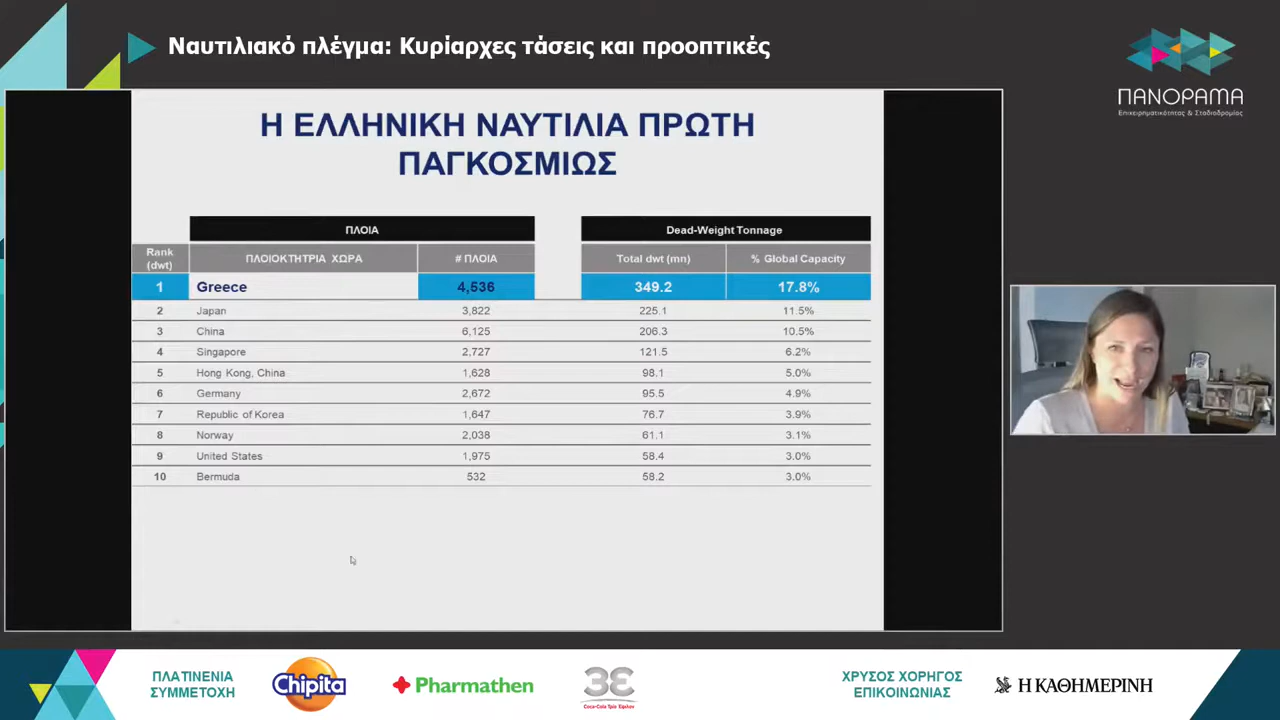 Ναυτιλιακό πλέγμα: Κυρίαρχες τάσεις και προοπτικές
ΠΑΝΟΡΑΜΑ
Επιχειρηματικότητας & Σταδιοδρομίας
Η ΕΛΛΗΝΙΚΗ ΝΑΥΤΙΛΙΑ ΠΡΩΤΗ
ΠΑΓΚΟΣΜΙΩΣ
ΠΛΟΙΑ Dead-Weight Tonnage
Rank (dwt) ΠΛΟΙΟΚΤΗΤΡΙΑ ΧΩΡΑ # ΠΛΟΙΑ Total dwt (mn) % Global Capacity
1 Greece 4,536 349.2 17.8%
2 Japan 3,822 225.1 11.5%
3 China 6,125 206.3 10.5%
4 Singapore 2,727 121.5 6.2%
5 Hong Kong, China 1,628 98.1 5.0%
6 Germany 2,672 95.5 4.9%
7 Republic of Korea 1,647 76.7 3.9%
8 Norway 2,038 61.1 3.1%
9 United States 1,975 58.4 3.0%
10 Bermuda 532 58.2 3.0%
ΠΛΑΤΙΝΕΝΙΑ
ΣΥΜΜΕΤΟΧΗ
Chipita
Pharmathen
3E
Coca-Cola Τρία Έψιλον
ΧΡΥΣΟΣ ΧΟΡΗΓΟΣ
ΕΠΙΚΟΙΝΩΝΙΑΣ
Η ΚΑΘΗΜΕΡΙΝΗ